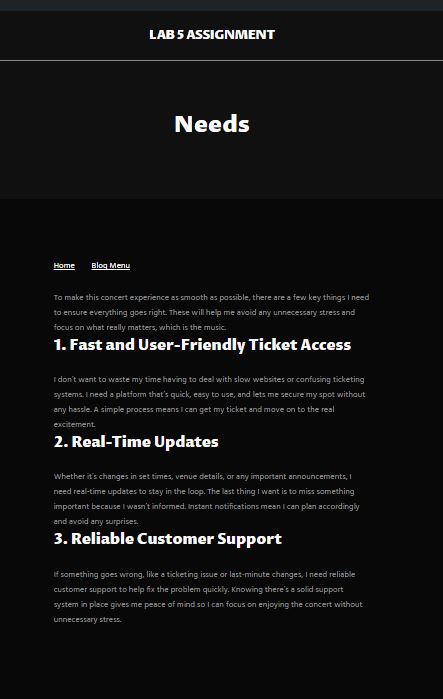 LAB 5 ASSIGNMENT
Needs
Home Blog Menu
To make this concert experience as smooth as possible, there are a few key things I need
to ensure everything goes right. These will help me avoid any unnecessary stress and
focus on what really matters, which is the music.
1. Fast and User-Friendly Ticket Access
I don't want to waste my time having to deal with slow websites or confusing ticketing
systems. I need a platform that's quick, easy to use, and lets me secure my spot without
any hassle. A simple process means I can get my ticket and move on to the real
excitement.
2. Real-Time Updates
Whether it's changes in set times, venue details, or any important announcements, I
need real-time updates to stay in the loop. The last thing I want is to miss something
important because I wasn't informed. Instant notifications mean I can plan accordingly
and avoid any surprises.
3. Reliable Customer Support
If something goes wrong, like a ticketing issue or last-minute changes, I need reliable
customer support to help fix the problem quickly. Knowing there's a solid support
system in place gives me peace of mind so I can focus on enjoying the concert without
unnecessary stress.